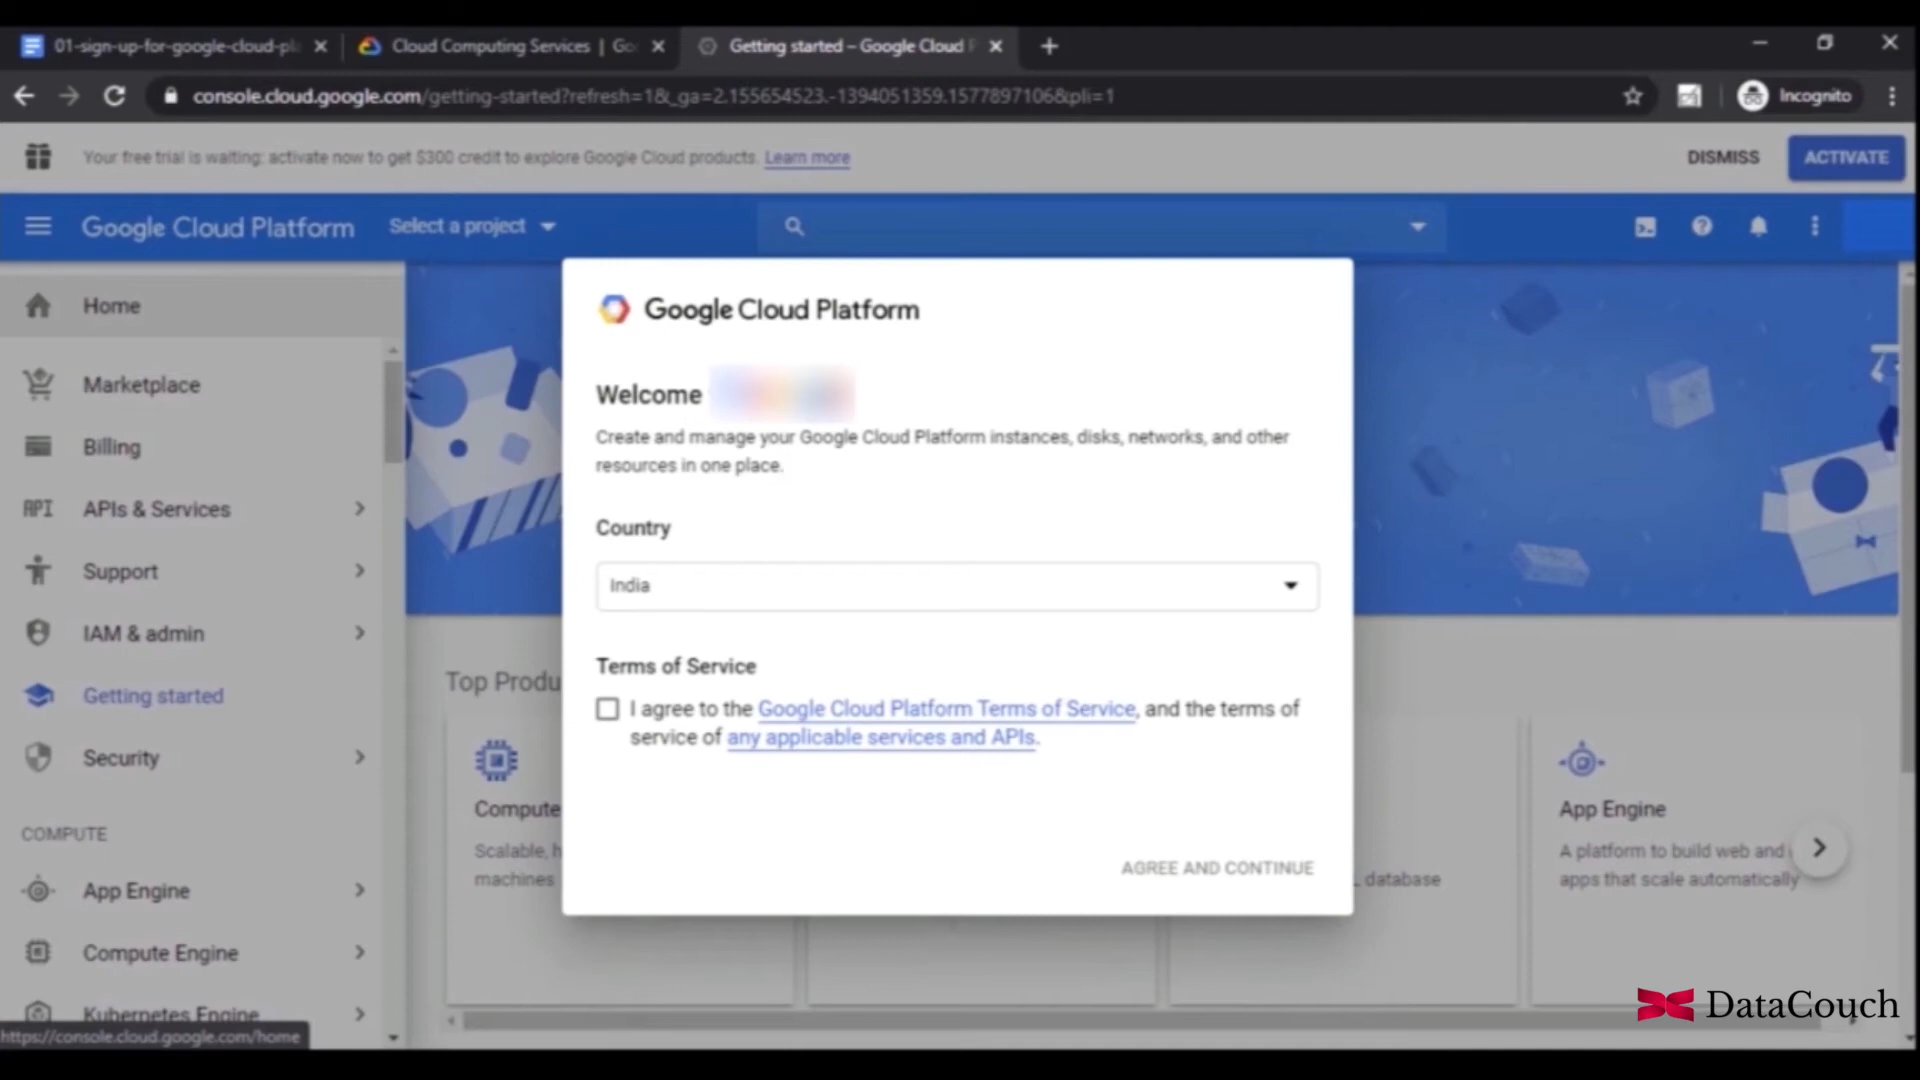 01-sign-up-for-google-cloud-pl
Cloud Computing Services | Go
Getting started – Google Cloud P
console.cloud.google.com/getting-started?refresh=1&_ga=2.155654523.-1394051359.1577897106&pli=1
Incognito
Your free trial is waiting: activate now to get $300 credit to explore Google Cloud products. Learn more
DISMISS
ACTIVATE
Google Cloud Platform
Select a project
Home
Marketplace
Billing
API
APIs & Services
Support
IAM & admin
Getting started
Security
COMPUTE
App Engine
Compute Engine
Kubernetes Engine
https://console.cloud.google.com/home
Google Cloud Platform
Welcome
Create and manage your Google Cloud Platform instances, disks, networks, and other
resources in one place.
Country
India
Terms of Service
I agree to the Google Cloud Platform Terms of Service, and the terms of
service of any applicable services and APIs.
AGREE AND CONTINUE
Top Produ
Compute
Scalable, h
machines
database
App Engine
A platform to build web and
apps that scale automatically
DataCouch